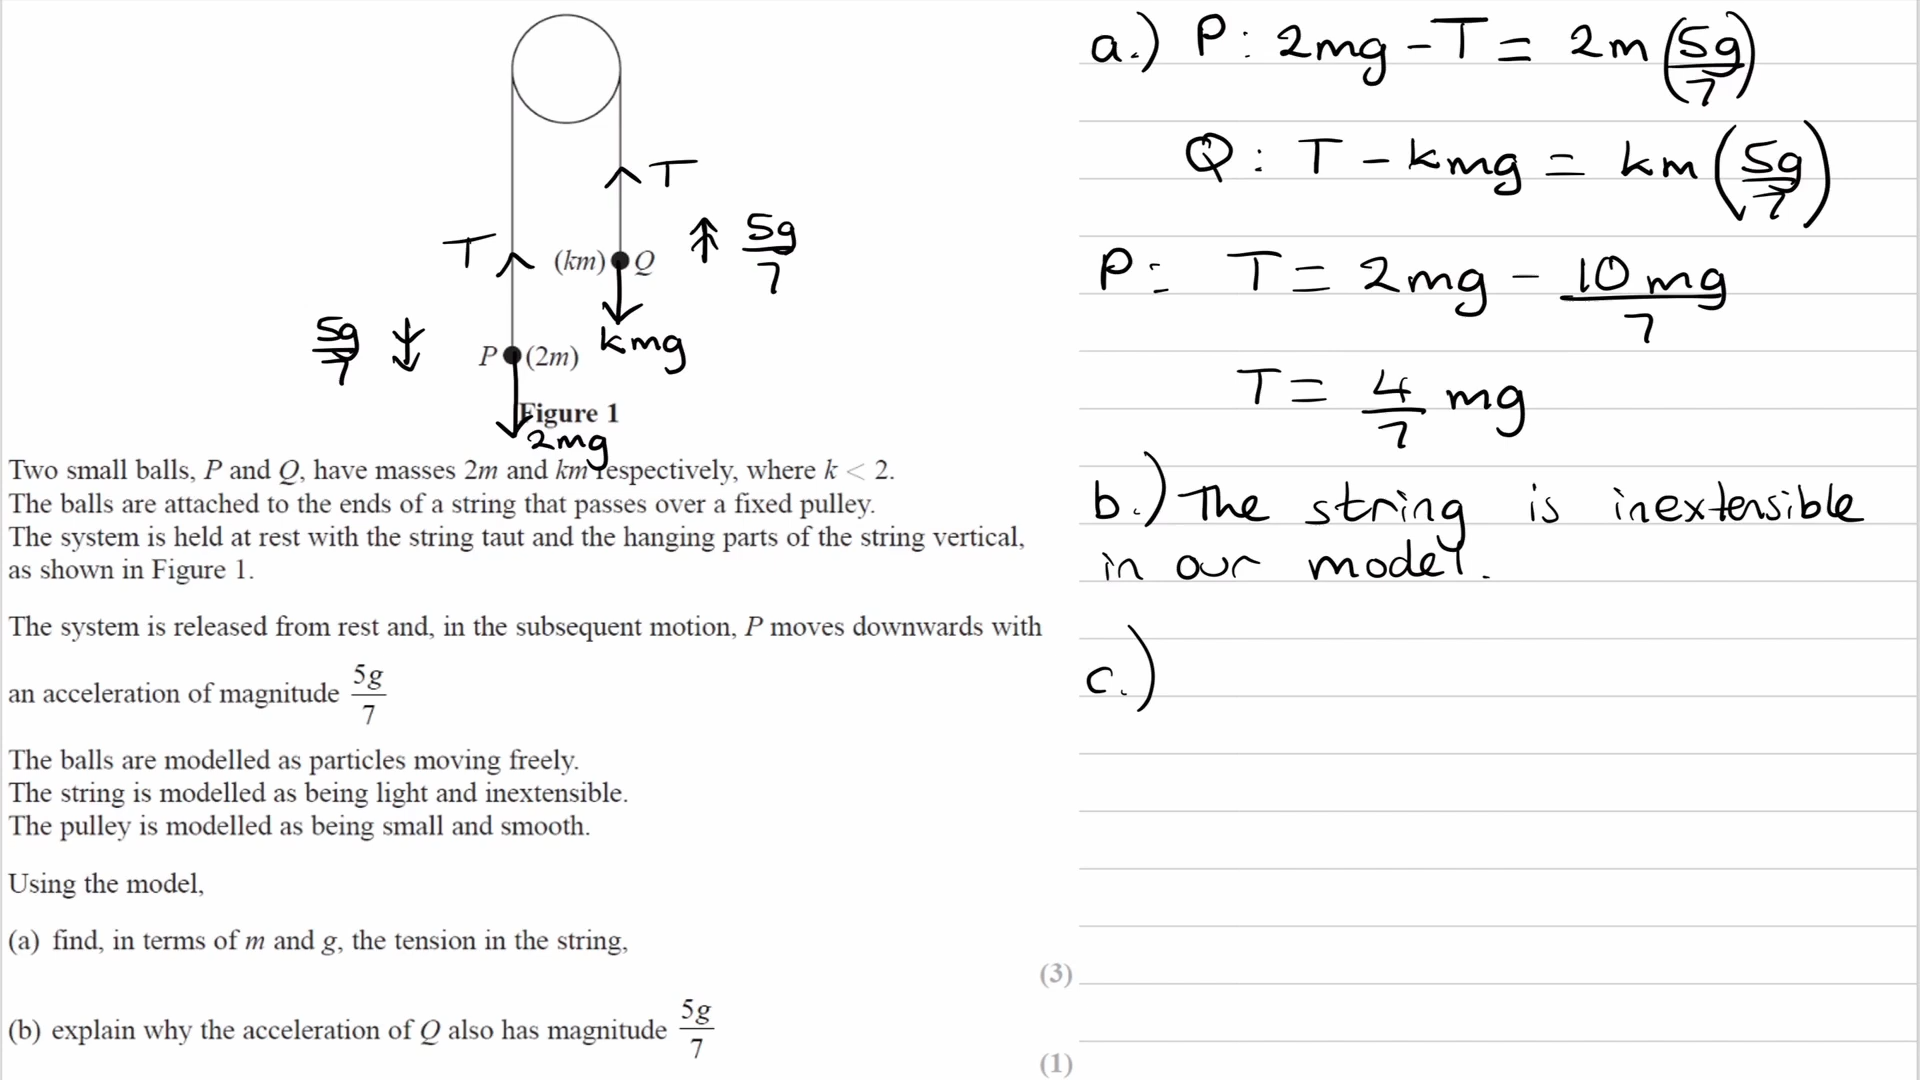 T
T
(km) Q
5g/7
5g/7
kmg
P (2m)
Figure 1
2mg
Two small balls, P and Q, have masses 2m and km respectively, where k < 2.
The balls are attached to the ends of a string that passes over a fixed pulley.
The system is held at rest with the string taut and the hanging parts of the string vertical,
as shown in Figure 1.
The system is released from rest and, in the subsequent motion, P moves downwards with
an acceleration of magnitude 5g/7
The balls are modelled as particles moving freely.
The string is modelled as being light and inextensible.
The pulley is modelled as being small and smooth.
Using the model,
(a) find, in terms of m and g, the tension in the string,
(3)
(b) explain why the acceleration of Q also has magnitude 5g/7
(1)
a.) P: 2mg - T = 2m(5g/7)
Q: T - kmg = km(5g/7)
P: T = 2mg - 10mg/7
T = 4/7 mg
b.) The string is inextensible
in our model.
c.)